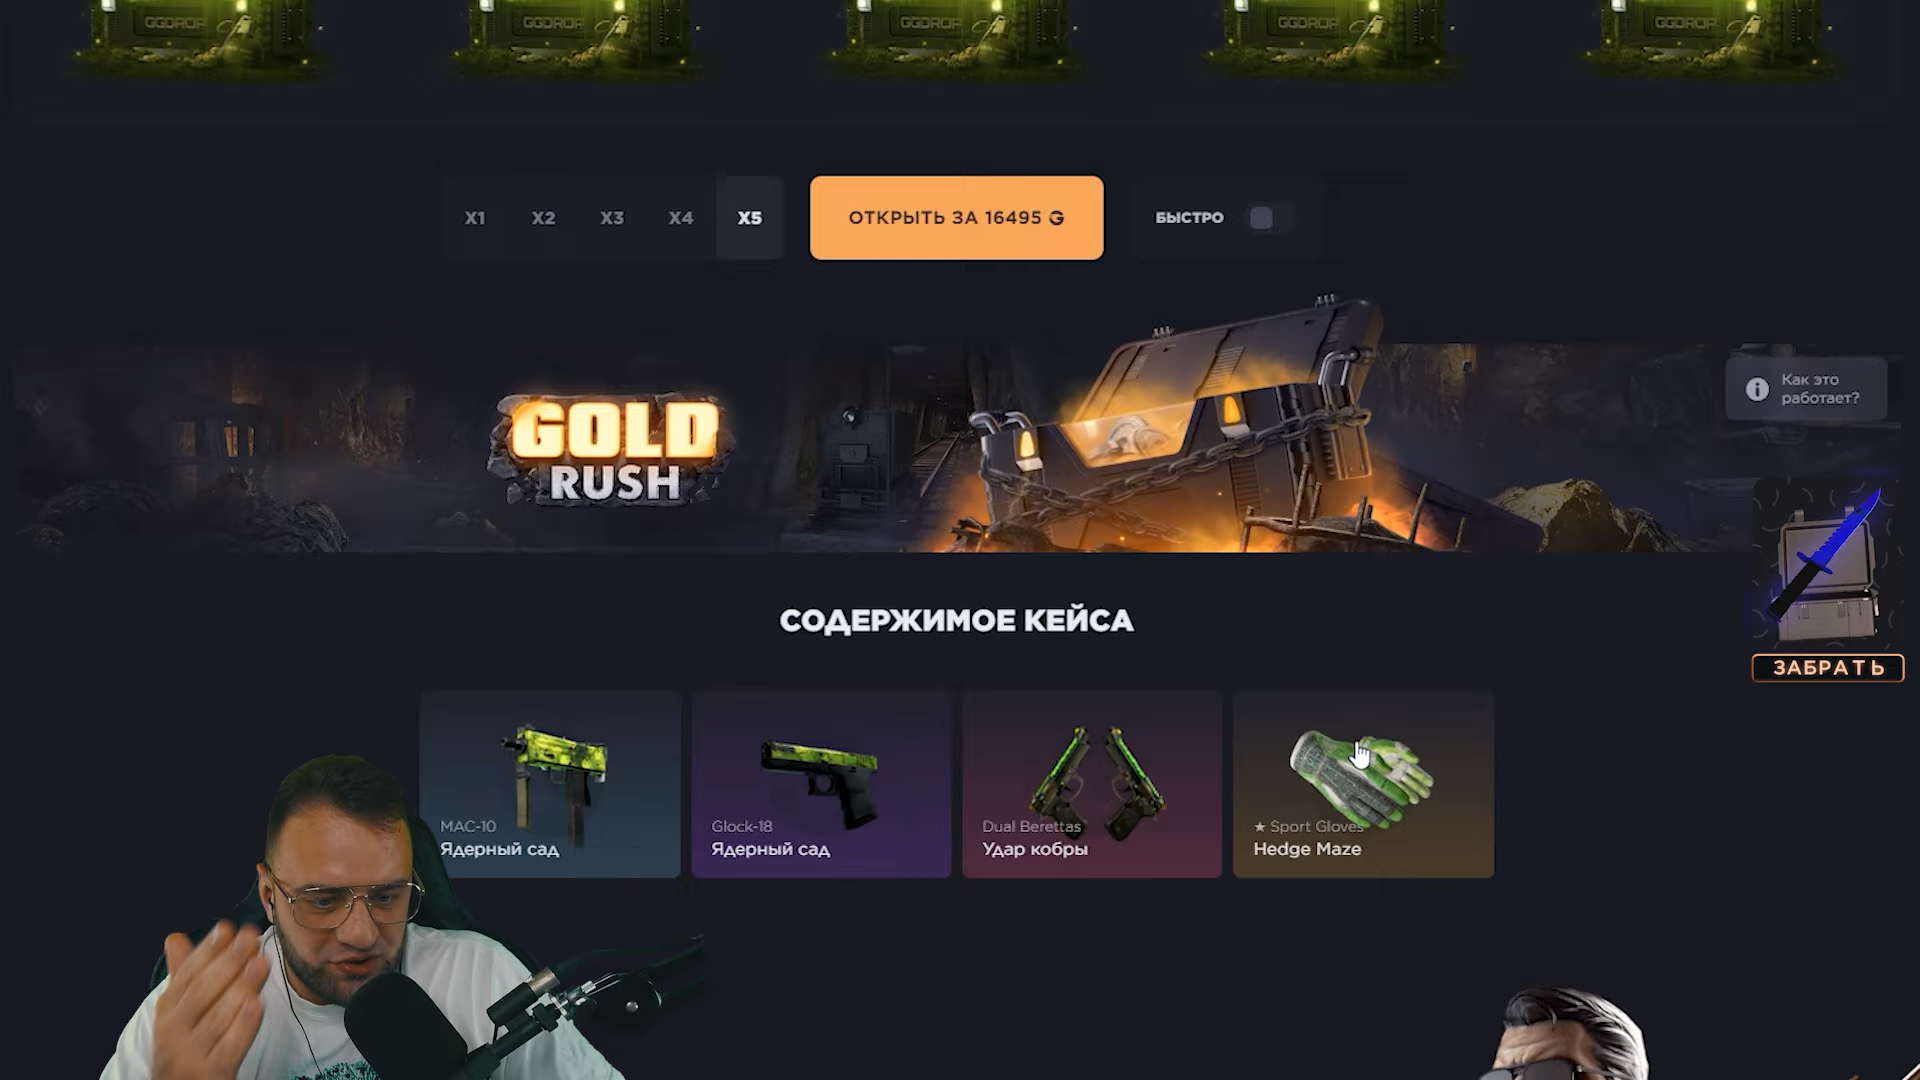 GGDROP
GGDROP
GGDROP
GGDROP
GGDROP
X1
X2
X3
X4
X5
ОТКРЫТЬ ЗА 16495 G
БЫСТРО
GOLD
RUSH
Как это
работает?
СОДЕРЖИМОЕ КЕЙСА
ЗАБРАТЬ
MAC-10
Ядерный сад
Glock-18
Ядерный сад
Dual Berettas
Удар кобры
★ Sport Gloves
Hedge Maze